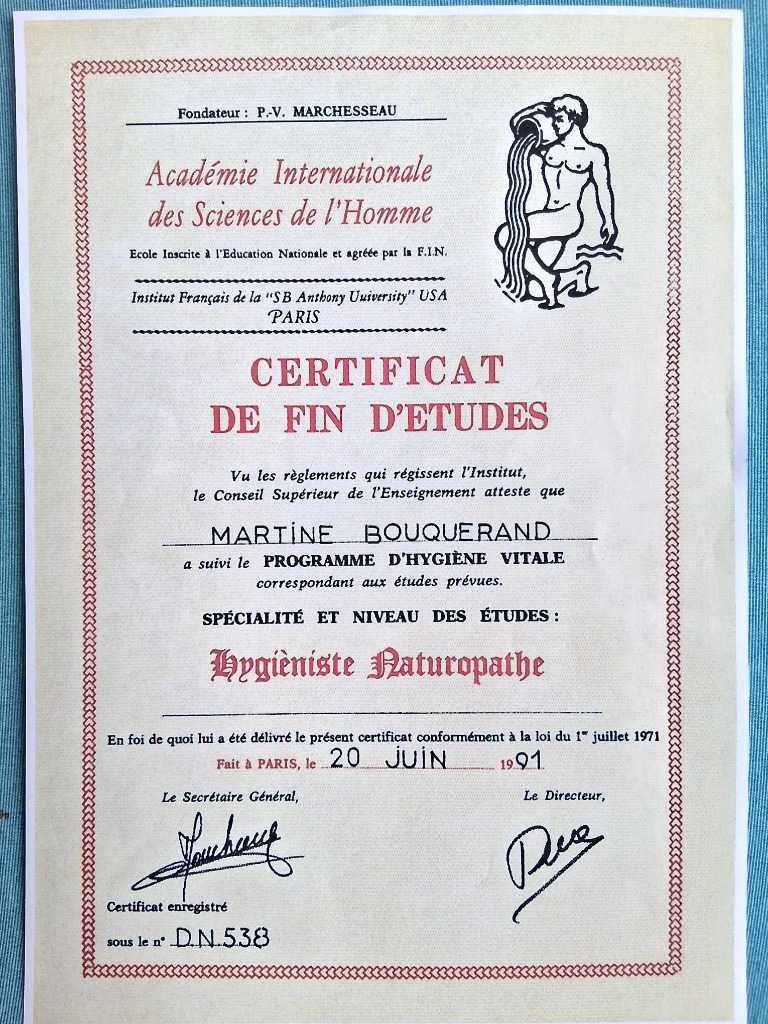 Fondateur : P.-V. MARCHESSEAU
Académie Internationale
des Sciences de l'Homme
Ecole Inscrite à l'Education Nationale et agréée par la F.I.N.
Institut Français de la "SB Anthony University" USA
PARIS
CERTIFICAT
DE FIN D'ETUDES
Vu les règlements qui régissent l'Institut,
le Conseil Supérieur de l'Enseignement atteste que
MARTINE BOUQUERAND
a suivi le PROGRAMME D'HYGIÈNE VITALE
correspondant aux études prévues.
SPÉCIALITÉ ET NIVEAU DES ÉTUDES :
Hygièniste Naturopathe
En foi de quoi lui a été délivré le présent certificat conformément à la loi du 1er juillet 1971
Fait à PARIS, le 20 JUIN 1991
Le Secrétaire Général, Le Directeur,
Certificat enregistré
sous le n° D.N.538